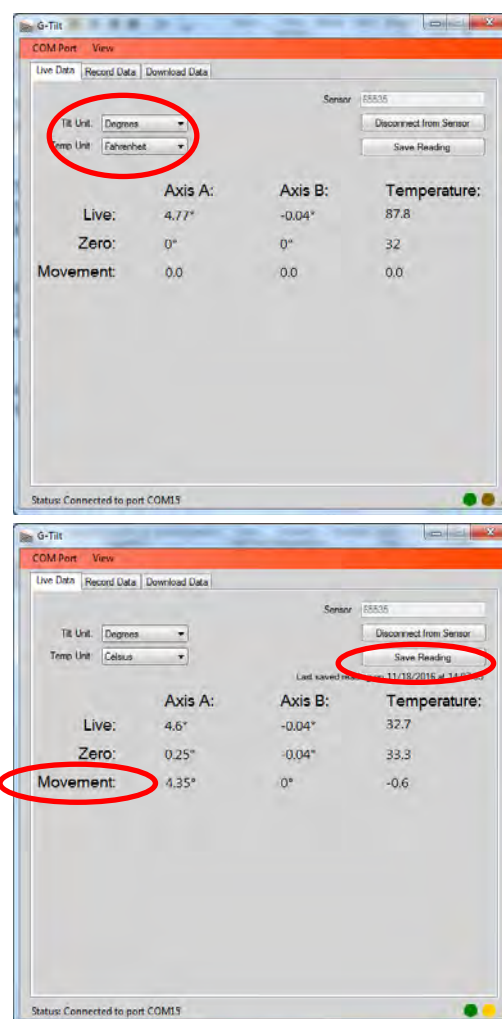 G-Tilt
COM Port View
Live Data Record Data Download Data
Sensor
Tilt Unit: Degrees
Temp Unit Fahrenheit
Disconnect from Sensor
Save Reading
Axis A: Axis B: Temperature:
Live: 4.77° -0.04° 87.8
Zero: 0° 0° 32
Movement: 0.0 0.0 0.0
Status: Connected to port COM15
G-Tilt
COM Port View
Live Data Record Data Download Data
Sensor
Tilt Unit: Degrees
Temp Unit Celsius
Disconnect from Sensor
Save Reading
Last saved reading on 11/18/2016 at
Axis A: Axis B: Temperature:
Live: 4.6° -0.04° 32.7
Zero: 0.25° -0.04° 33.3
Movement: 4.35° 0° -0.6
Status: Connected to port COM15